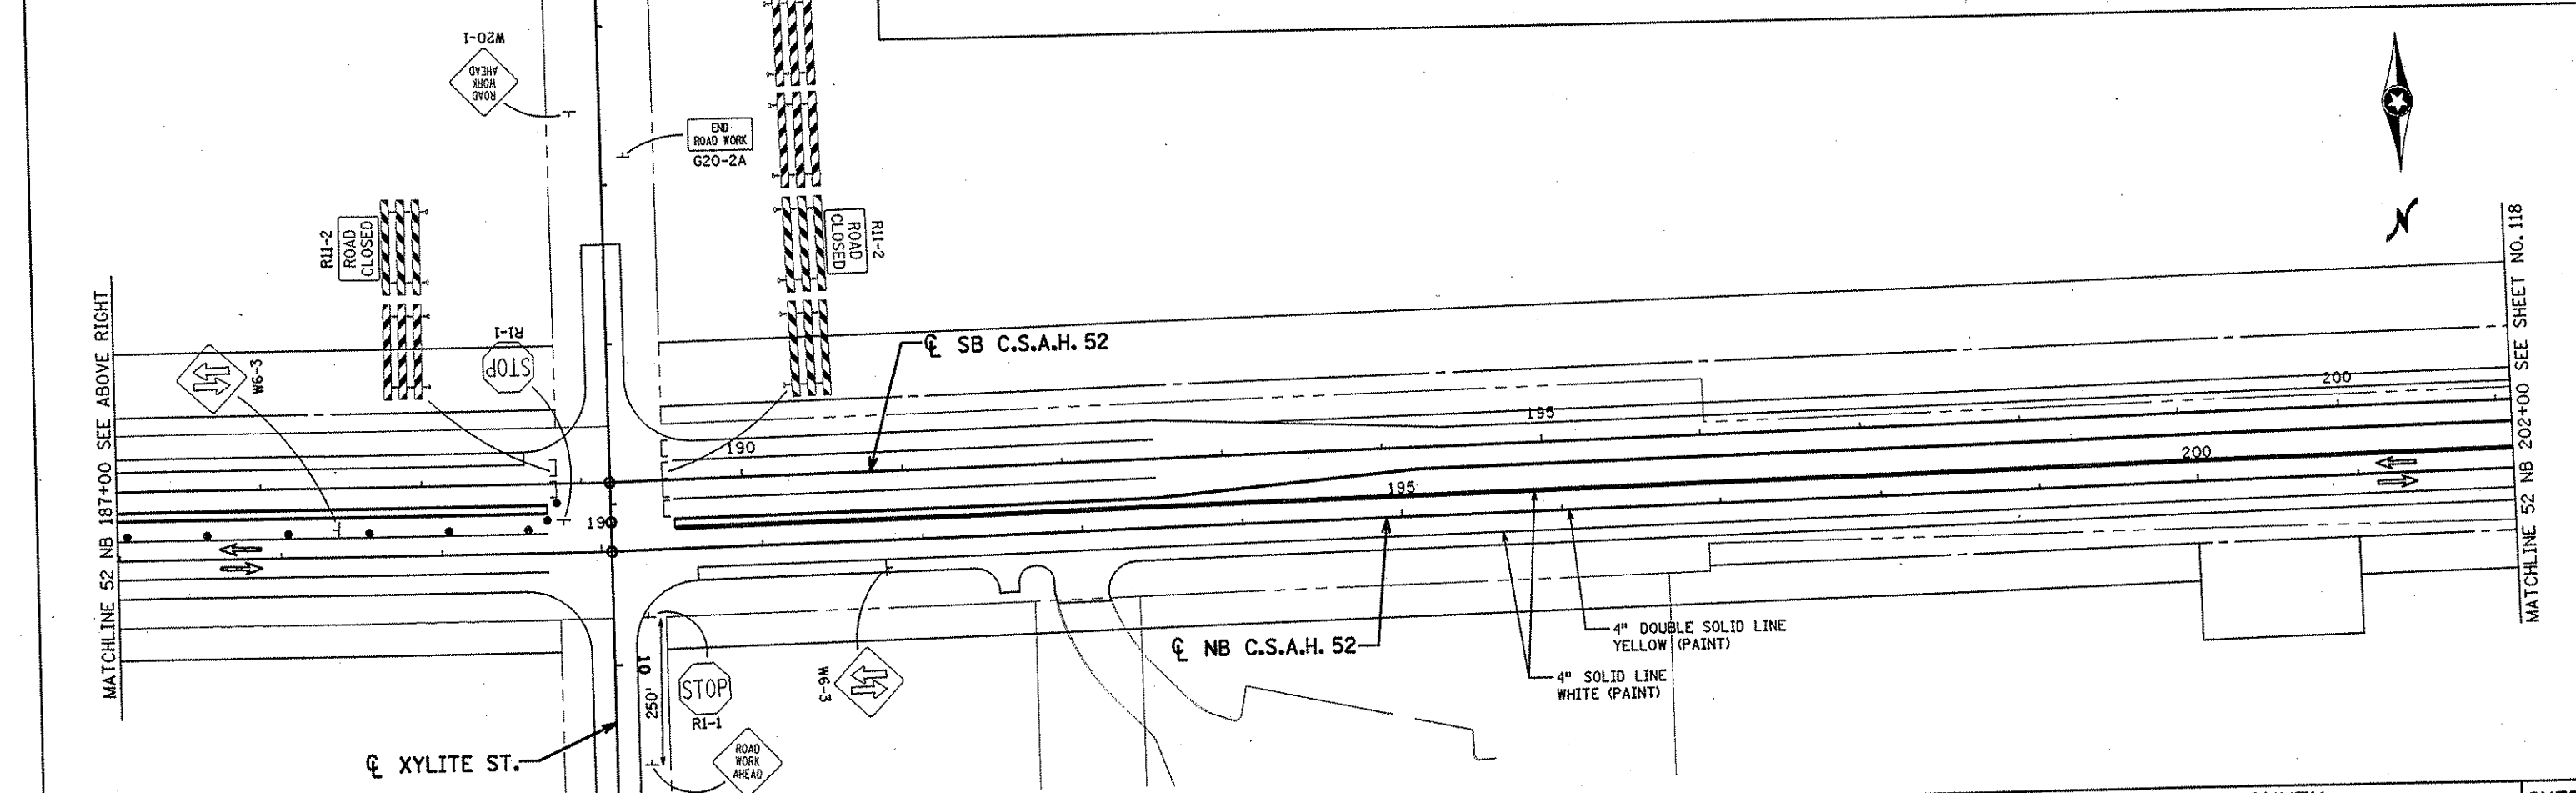 W20-1
ROAD
WORK
AHEAD
END
ROAD WORK
G20-2A
R11-2
ROAD
CLOSED
ROAD
CLOSED
R11-2
R1-1
STOP
W6-3
MATCHLINE 52 NB 187+00 SEE ABOVE RIGHT
℄ SB C.S.A.H. 52
190
195
200
190
195
200
N
MATCHLINE 52 NB 202+00 SEE SHEET NO. 118
℄ NB C.S.A.H. 52
4" DOUBLE SOLID LINE
YELLOW (PAINT)
4" SOLID LINE
WHITE (PAINT)
W6-3
10
250'
STOP
R1-1
ROAD
WORK
AHEAD
℄ XYLITE ST.